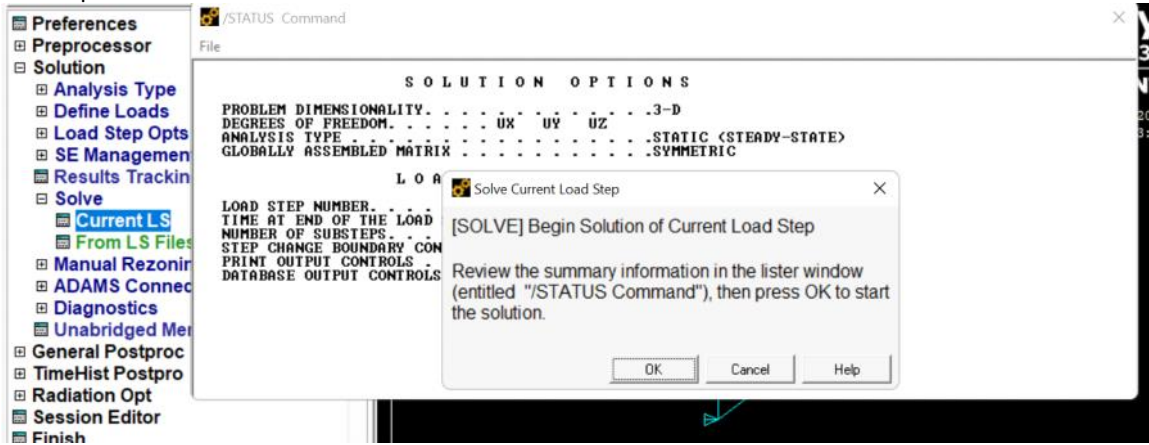 Preferences
Preprocessor
Solution
Analysis Type
Define Loads
Load Step Opts
SE Managemen
Results Trackin
Solve
Current LS
From LS Files
Manual Rezonin
ADAMS Connec
Diagnostics
Unabridged Me
General Postproc
TimeHist Postpro
Radiation Opt
Session Editor
Finish
/STATUS Command
File
S O L U T I O N   O P T I O N S
PROBLEM DIMENSIONALITY. . . . . . . . . . . . .3-D
DEGREES OF FREEDOM. . . . . . UX   UY   UZ
ANALYSIS TYPE . . . . . . . . . . . . . . . . .STATIC (STEADY-STATE)
GLOBALLY ASSEMBLED MATRIX . . . . . . . . . . .SYMMETRIC
L O A
LOAD STEP NUMBER. . . .
TIME AT END OF THE LOAD
NUMBER OF SUBSTEPS. . .
STEP CHANGE BOUNDARY CON
PRINT OUTPUT CONTROLS .
DATABASE OUTPUT CONTROLS
Solve Current Load Step
[SOLVE] Begin Solution of Current Load Step
Review the summary information in the lister window
(entitled "/STATUS Command"), then press OK to start
the solution.
OK
Cancel
Help